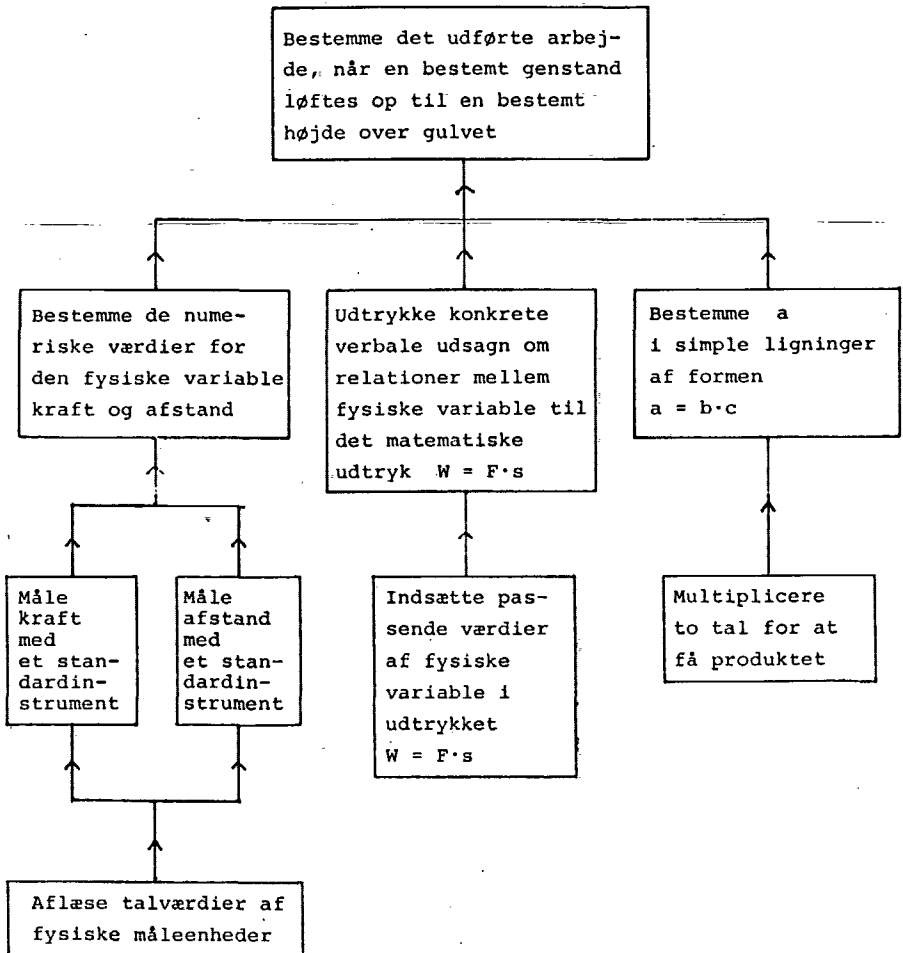 Bestemme det udførte arbej-
de, når en bestemt genstand
løftes op til en bestemt
højde over gulvet
Bestemme de nume-
riske værdier for
den fysiske variable
kraft og afstand
Udtrykke konkrete
verbale udsagn om
relationer mellem
fysiske variable til
det matematiske
udtryk W = F·s
Bestemme a
i simple ligninger
af formen
a = b·c
Måle
kraft
med
et stan-
dardin-
strument
Måle
afstand
med
et stan-
dardin-
strument
Indsætte pas-
sende værdier
af fysiske
variable i
udtrykket
W = F·s
Multiplicere
to tal for at
få produktet
Aflæse talværdier af
fysiske måleenheder